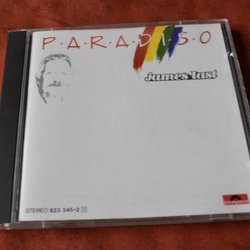 P·A·R·A·D·I·S·O
James Last
STEREO 823 345-2